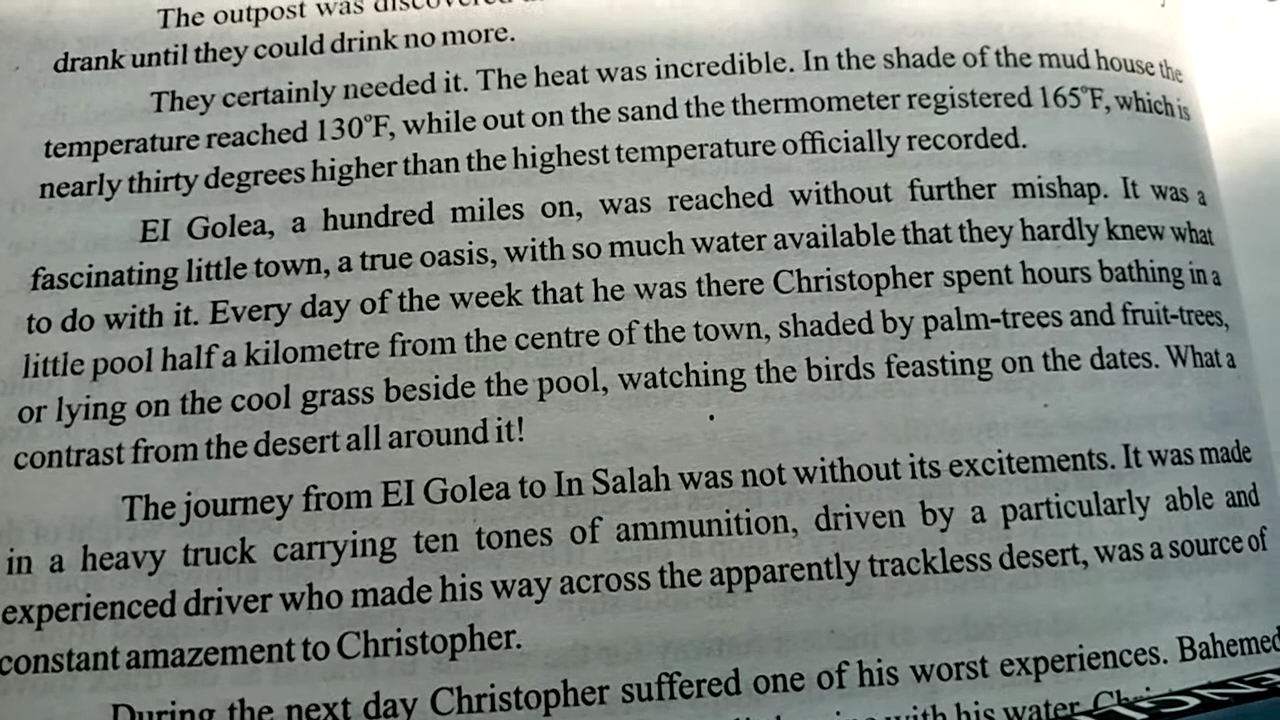 The outpost was discovered
drank until they could drink no more.
They certainly needed it. The heat was incredible. In the shade of the mud house the
temperature reached 130°F, while out on the sand the thermometer registered 165°F, which is
nearly thirty degrees higher than the highest temperature officially recorded.
EI Golea, a hundred miles on, was reached without further mishap. It was a
fascinating little town, a true oasis, with so much water available that they hardly knew what
to do with it. Every day of the week that he was there Christopher spent hours bathing in a
little pool half a kilometre from the centre of the town, shaded by palm-trees and fruit-trees,
or lying on the cool grass beside the pool, watching the birds feasting on the dates. What a
contrast from the desert all around it!
The journey from EI Golea to In Salah was not without its excitements. It was made
in a heavy truck carrying ten tones of ammunition, driven by a particularly able and
experienced driver who made his way across the apparently trackless desert, was a source of
constant amazement to Christopher.
During the next day Christopher suffered one of his worst experiences. Bahemed
with his water